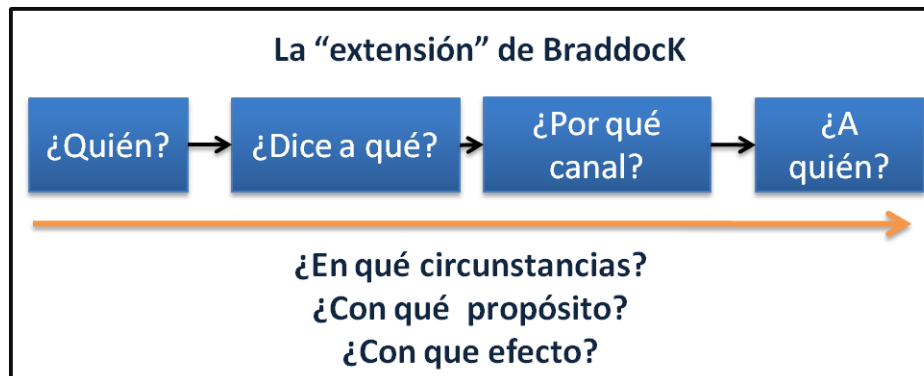 La “extensión” de BraddocK
¿Quién?
¿Dice a qué?
¿Por qué
canal?
¿A
quién?
¿En qué circunstancias?
¿Con qué propósito?
¿Con que efecto?